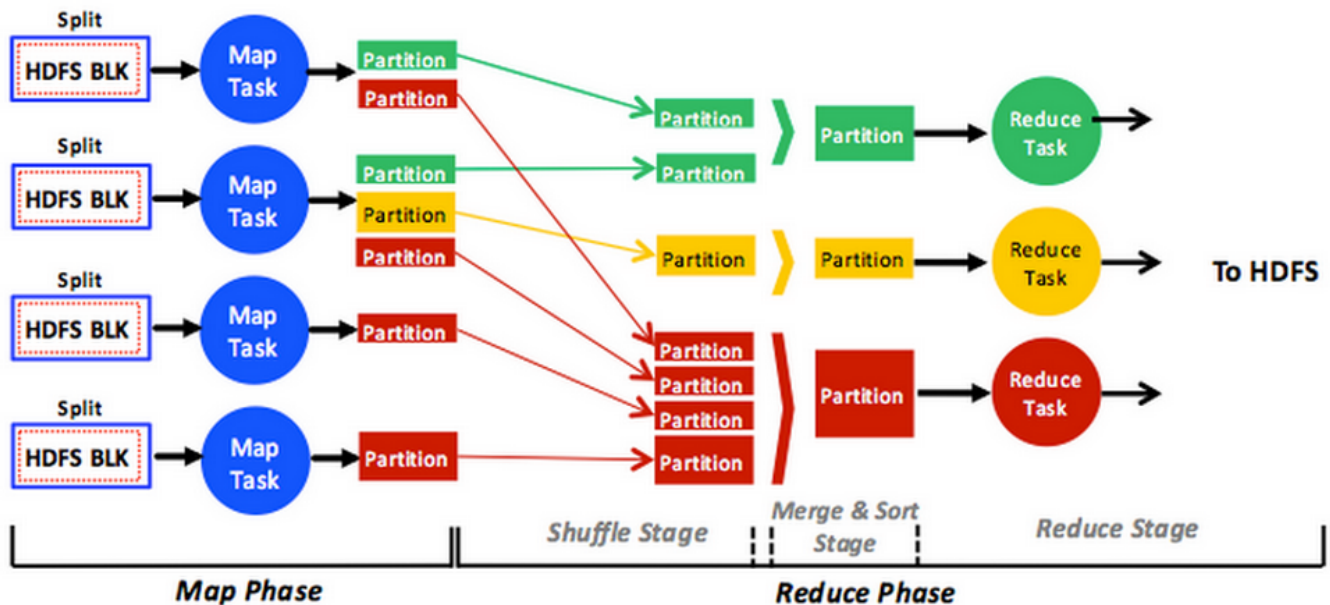 Split
HDFS BLK
Map
Task
Partition
Partition
Split
HDFS BLK
Map
Task
Partition
Partition
Partition
Split
HDFS BLK
Map
Task
Partition
Split
HDFS BLK
Map
Task
Partition
Partition
Partition
Partition
Partition
Partition
Partition
Partition
Partition
Partition
Partition
Reduce
Task
Reduce
Task
Reduce
Task
To HDFS
Shuffle Stage
Merge & Sort
Stage
Reduce Stage
Map Phase
Reduce Phase